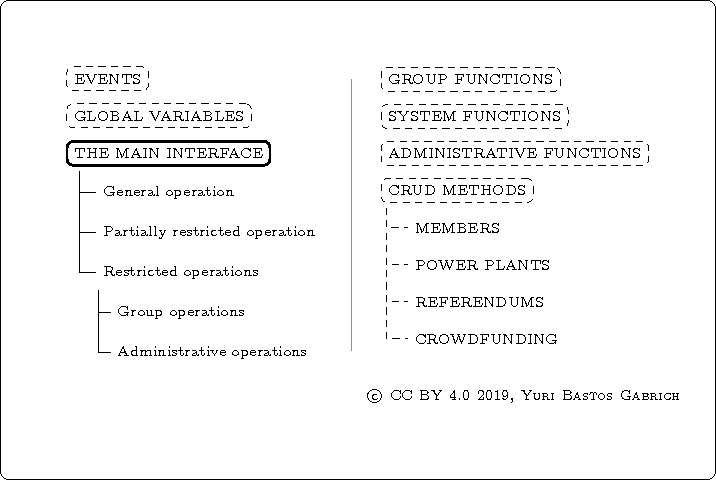 EVENTS
GLOBAL VARIABLES
THE MAIN INTERFACE
General operation
Partially restricted operation
Restricted operations
Group operations
Administrative operations
GROUP FUNCTIONS
SYSTEM FUNCTIONS
ADMINISTRATIVE FUNCTIONS
CRUD METHODS
MEMBERS
POWER PLANTS
REFERENDUMS
CROWDFUNDING
© CC BY 4.0 2019, Yuri Bastos Gabrich